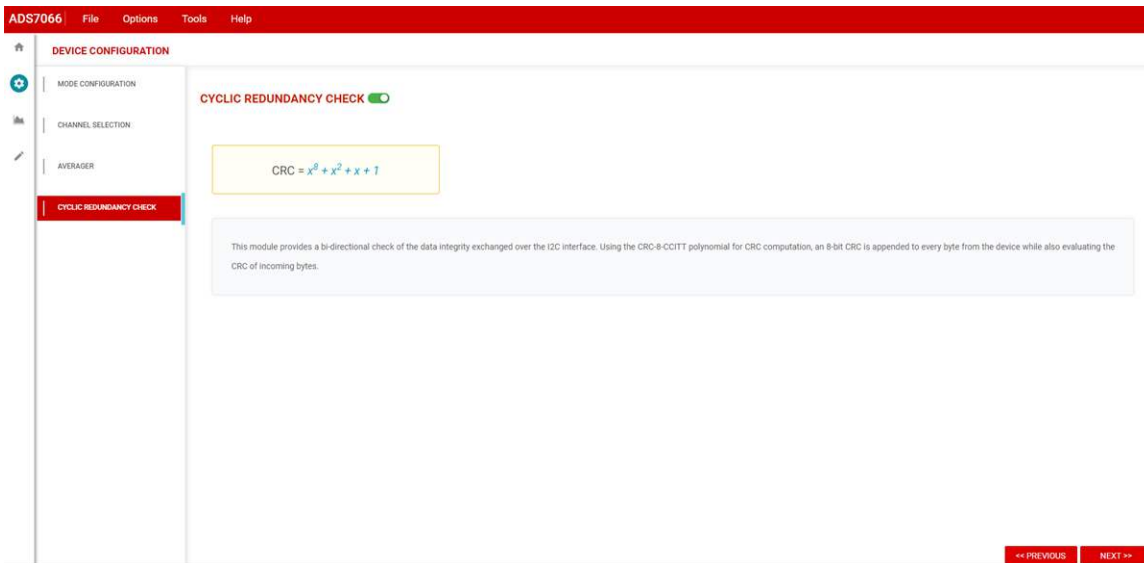 ADS7066 File Options Tools Help
DEVICE CONFIGURATION
MODE CONFIGURATION
CHANNEL SELECTION
AVERAGER
CYCLIC REDUNDANCY CHECK
CYCLIC REDUNDANCY CHECK
CRC = x⁸ + x² + x + 1
This module provides a bi-directional check of the data integrity exchanged over the I2C interface. Using the CRC-8-CCITT polynomial for CRC computation, an 8-bit CRC is appended to every byte from the device while also evaluating the
CRC of incoming bytes.
<< PREVIOUS NEXT >>